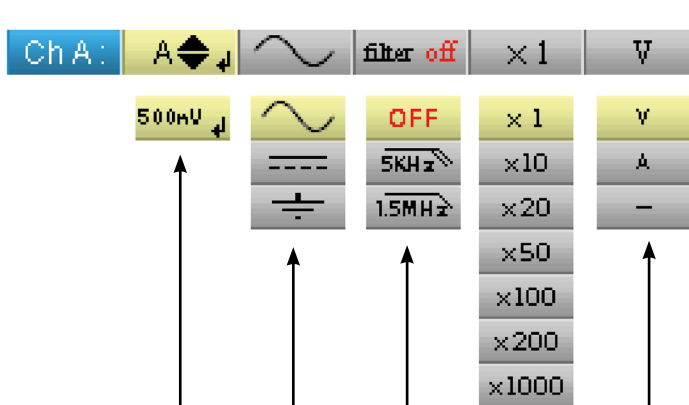 Ch A: A filter off × 1 V
500mV OFF × 1 V
5KHz ×10 A
1.5MHz ×20 –
×50
×100
×200
×1000